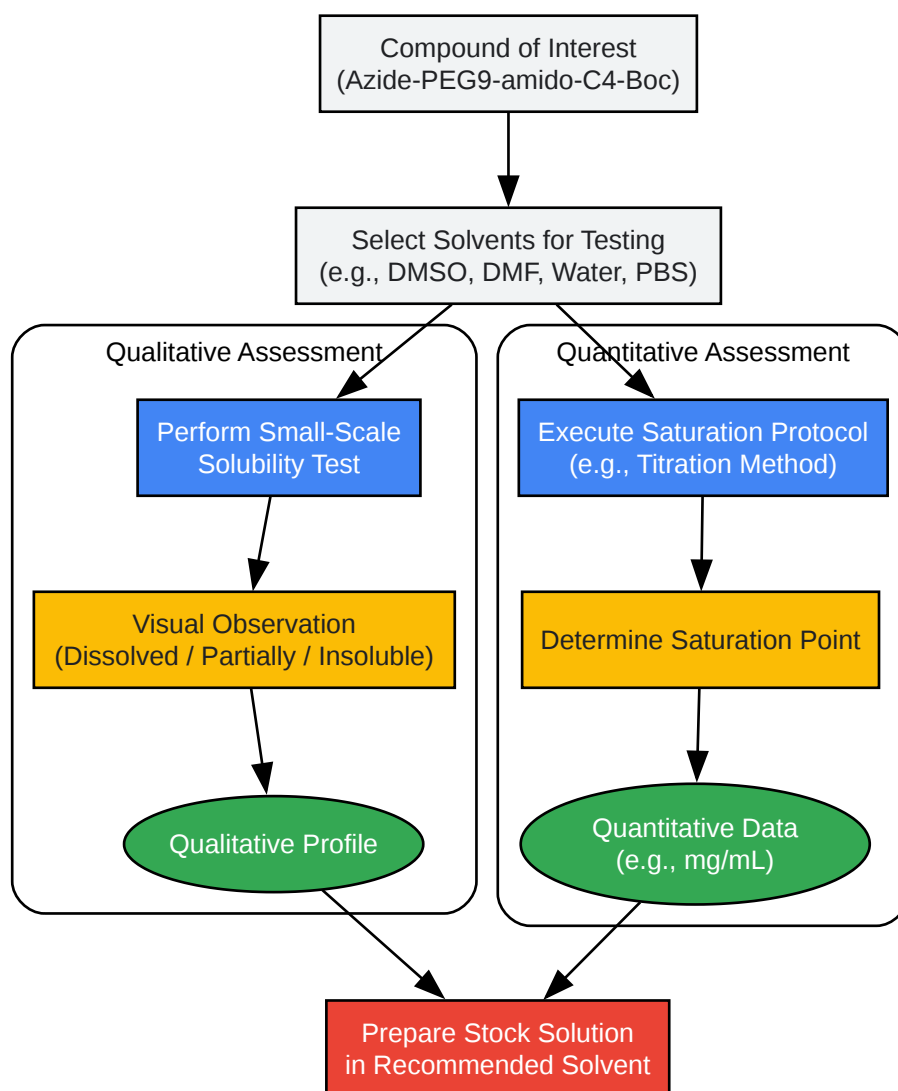 Compound of Interest
(Azide-PEG9-amido-C4-Boc)
Select Solvents for Testing
(e.g., DMSO, DMF, Water, PBS)
Qualitative Assessment
Perform Small-Scale
Solubility Test
Visual Observation
(Dissolved / Partially / Insoluble)
Qualitative Profile
Quantitative Assessment
Execute Saturation Protocol
(e.g., Titration Method)
Determine Saturation Point
Quantitative Data
(e.g., mg/mL)
Prepare Stock Solution
in Recommended Solvent